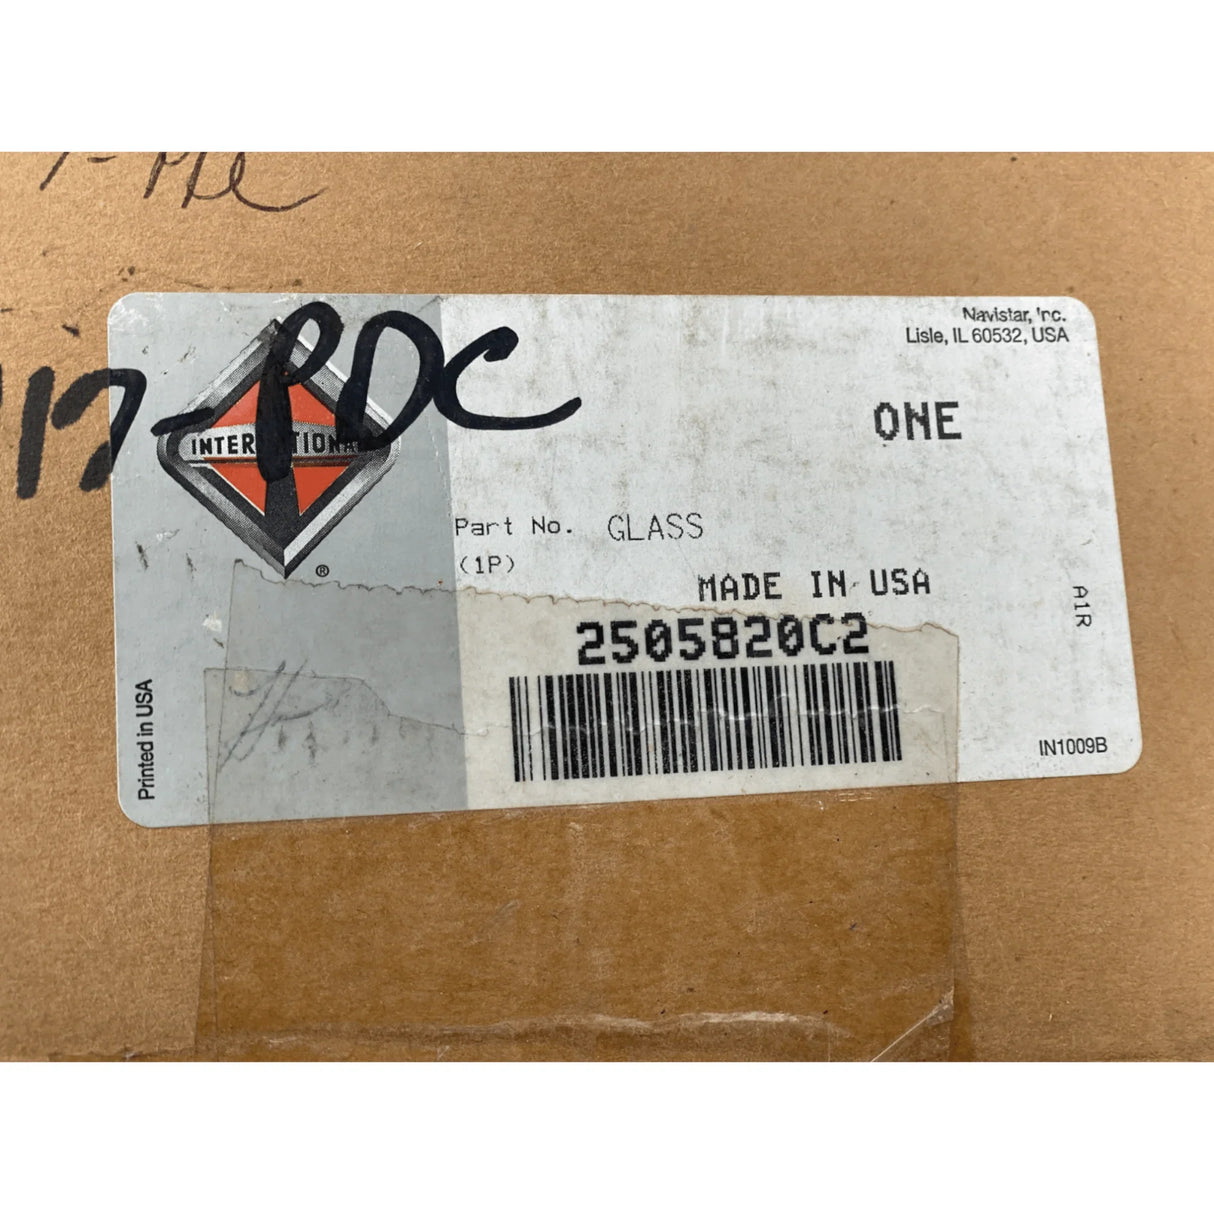 Navistar, Inc.
Lisle, IL 60532, USA
17-PDC
INTERNATIONAL
®
ONE
Part No. GLASS
(1P)
MADE IN USA
2505820C2
A1R
Printed in USA
IN1009B